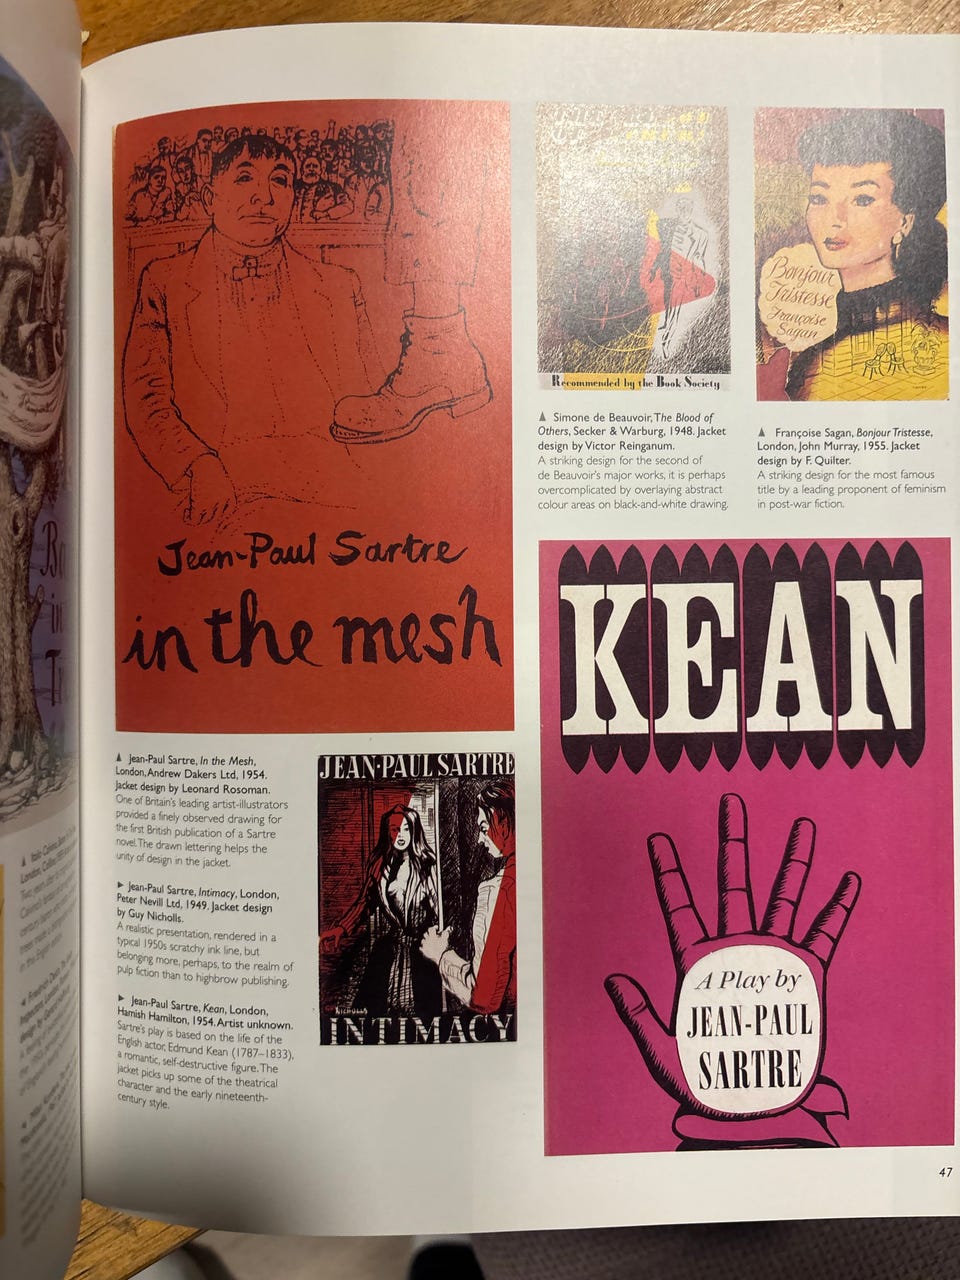 Jean-Paul Sartre
in the mesh
Recommended by the Book Society
Bonjour
Tristesse
Françoise
Sagan
▲ Simone de Beauvoir, The Blood of
Others, Secker & Warburg, 1948. Jacket
design by Victor Reinganum.
A striking design for the second of
de Beauvoir's major works, it is perhaps
overcomplicated by overlaying abstract
colour areas on black-and-white drawing.
▲ Françoise Sagan, Bonjour Tristesse,
London, John Murray, 1955. Jacket
design by F. Quilter.
A striking design for the most famous
title by a leading proponent of feminism
in post-war fiction.
▲ Jean-Paul Sartre, In the Mesh,
London, Andrew Dakers Ltd, 1954.
Jacket design by Leonard Rosoman.
One of Britain's leading artist-illustrators
provided a finely observed drawing for
the first British publication of a Sartre
novel. The drawn lettering helps the
unity of design in the jacket.
► Jean-Paul Sartre, Intimacy, London,
Peter Nevill Ltd, 1949. Jacket design
by Guy Nicholls.
A realistic presentation, rendered in a
typical 1950s scratchy ink line, but
belonging more, perhaps, to the realm of
pulp fiction than to highbrow publishing.
► Jean-Paul Sartre, Kean, London,
Hamish Hamilton, 1954. Artist unknown.
Sartre's play is based on the life of the
English actor, Edmund Kean (1787–1833),
a romantic, self-destructive figure. The
jacket picks up some of the theatrical
character and the early nineteenth-
century style.
JEAN-PAUL SARTRE
NICHOLLS
INTIMACY
KEAN
A Play by
JEAN-PAUL
SARTRE
47